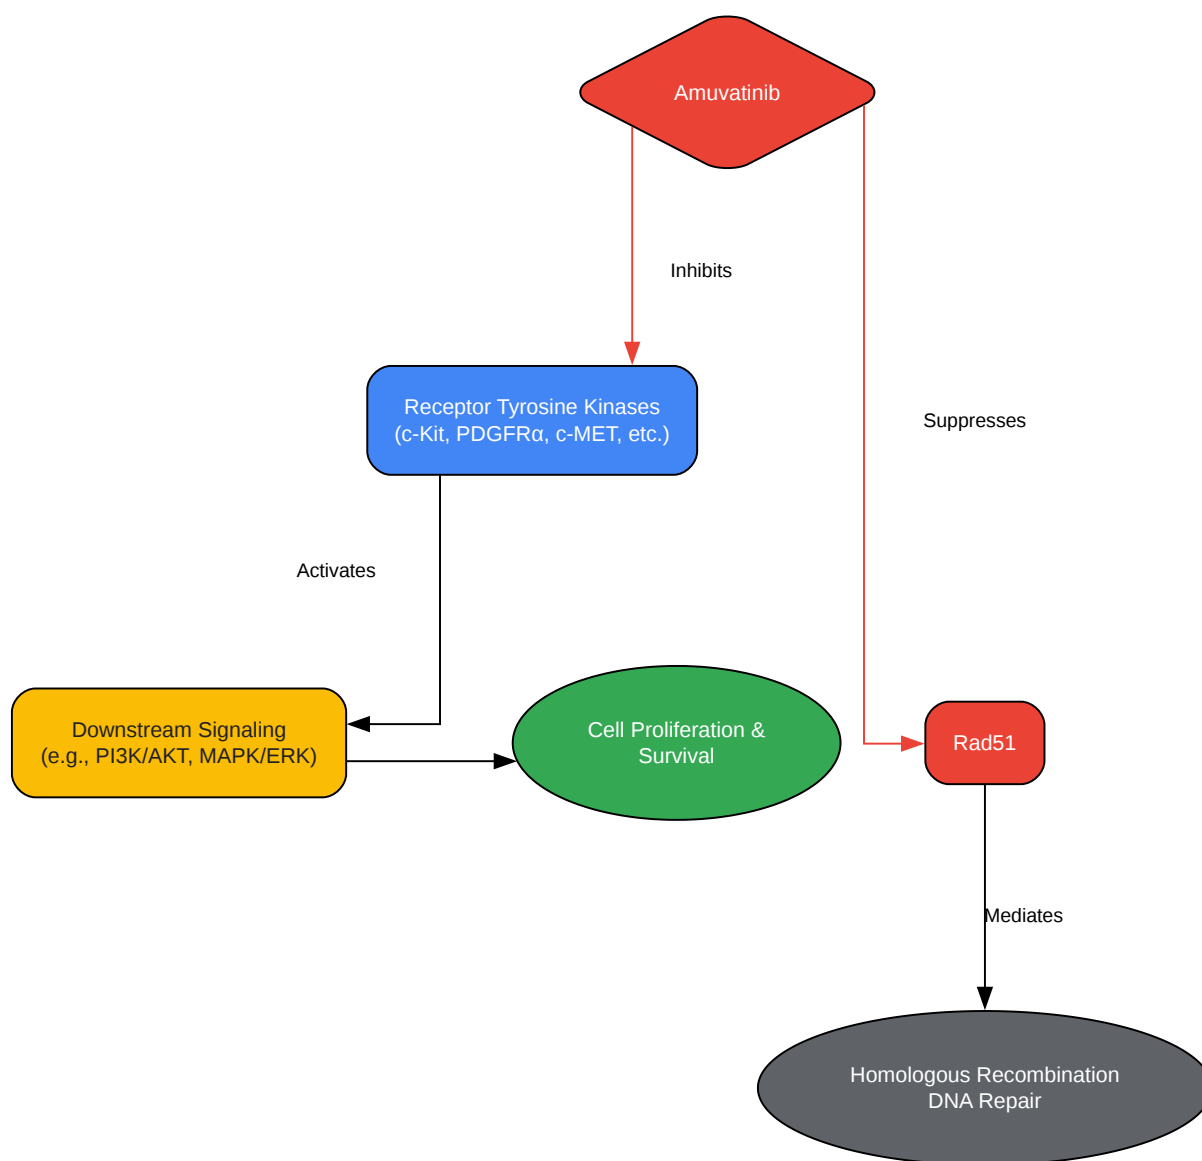 Amuvatinib
Inhibits
Receptor Tyrosine Kinases
(c-Kit, PDGFRα, c-MET, etc.)
Suppresses
Activates
Downstream Signaling
(e.g., PI3K/AKT, MAPK/ERK)
Cell Proliferation &
Survival
Rad51
Mediates
Homologous Recombination
DNA Repair